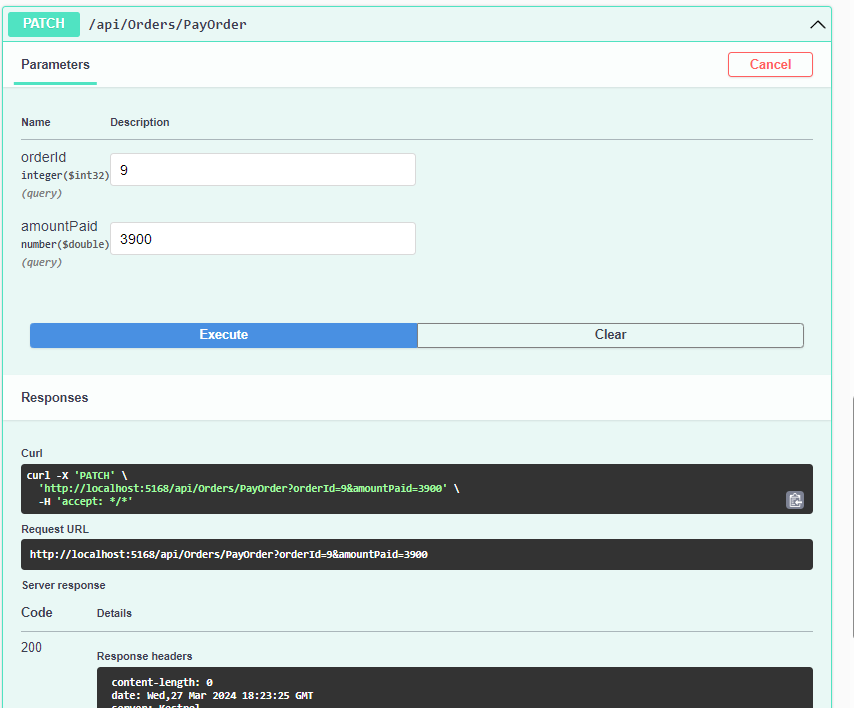 PATCH /api/Orders/PayOrder
Parameters Cancel
Name Description
orderId
integer($int32)
(query)
9
amountPaid
number($double)
(query)
3900
Execute Clear
Responses
Curl
curl -X 'PATCH' \
'http://localhost:5168/api/Orders/PayOrder?orderId=9&amountPaid=3900' \
-H 'accept: */*'
Request URL
http://localhost:5168/api/Orders/PayOrder?orderId=9&amountPaid=3900
Server response
Code Details
200
Response headers
content-length: 0
date: Wed,27 Mar 2024 18:23:25 GMT
server: Kestrel